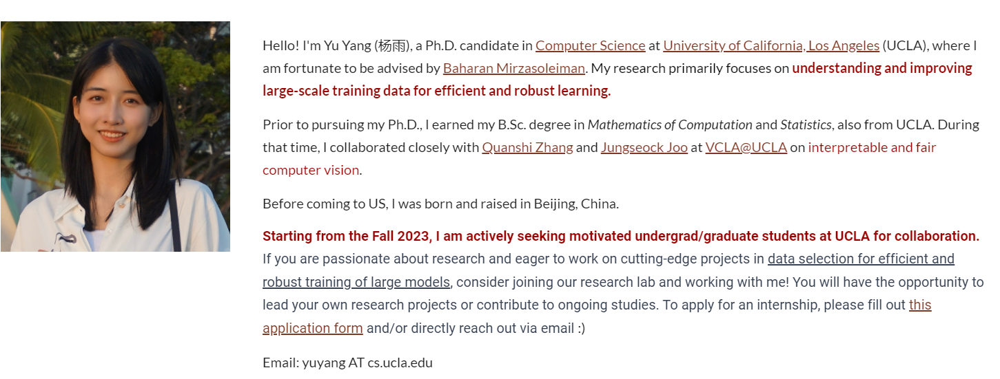 Hello! I'm Yu Yang (杨雨), a Ph.D. candidate in Computer Science at University of California, Los Angeles (UCLA), where I
am fortunate to be advised by Baharan Mirzasoleiman. My research primarily focuses on understanding and improving
large-scale training data for efficient and robust learning.
Prior to pursuing my Ph.D., I earned my B.Sc. degree in Mathematics of Computation and Statistics, also from UCLA. During
that time, I collaborated closely with Quanshi Zhang and Jungseock Joo at VCLA@UCLA on interpretable and fair
computer vision.
Before coming to US, I was born and raised in Beijing, China.
Starting from the Fall 2023, I am actively seeking motivated undergrad/graduate students at UCLA for collaboration.
If you are passionate about research and eager to work on cutting-edge projects in data selection for efficient and
robust training of large models, consider joining our research lab and working with me! You will have the opportunity to
lead your own research projects or contribute to ongoing studies. To apply for an internship, please fill out this
application form and/or directly reach out via email :)
Email: yuyang AT cs.ucla.edu